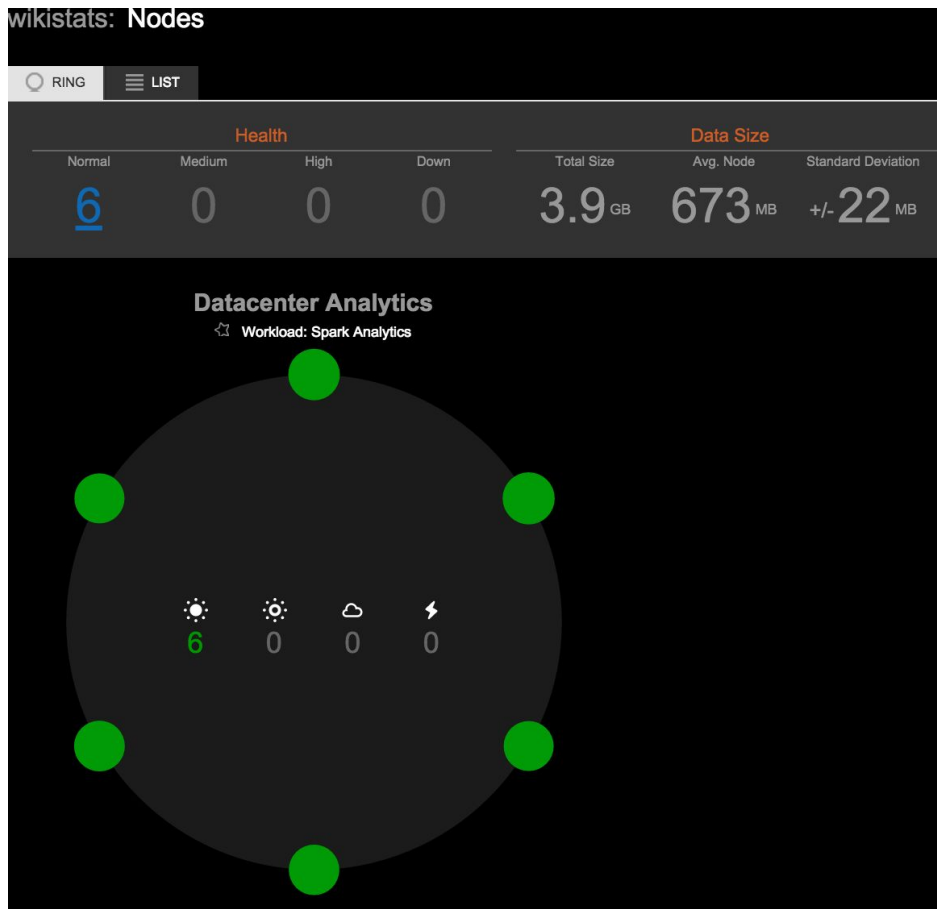 wikistats: Nodes
RING LIST
Health Data Size
Normal Medium High Down Total Size Avg. Node Standard Deviation
6 0 0 0 3.9 GB 673 MB +/- 22 MB
Datacenter Analytics
Workload: Spark Analytics
6 0 0 0